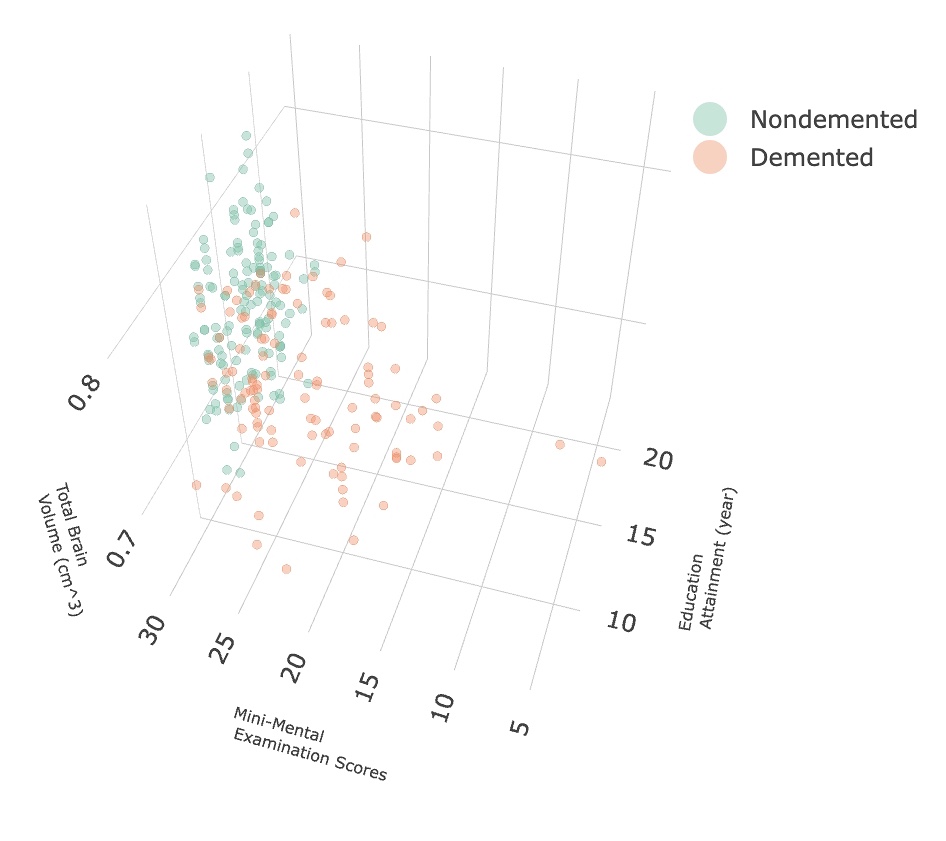 Nondemented
Demented
0.8
0.7
Total Brain
Volume (cm^3)
30
25
20
15
10
5
Mini-Mental
Examination Scores
20
15
10
Education
Attainment (year)